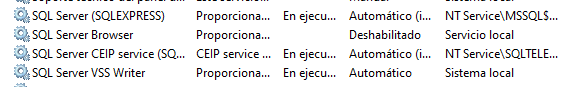 SQL Server (SQLEXPRESS) Proporciona... En ejecu... Automático (i... NT Service\MSSQL$...
SQL Server Browser Proporciona... Deshabilitado Servicio local
SQL Server CEIP service (SQ... CEIP service ... En ejecu... Automático (i... NT Service\SQLTELE...
SQL Server VSS Writer Proporciona... En ejecu... Automático Sistema local